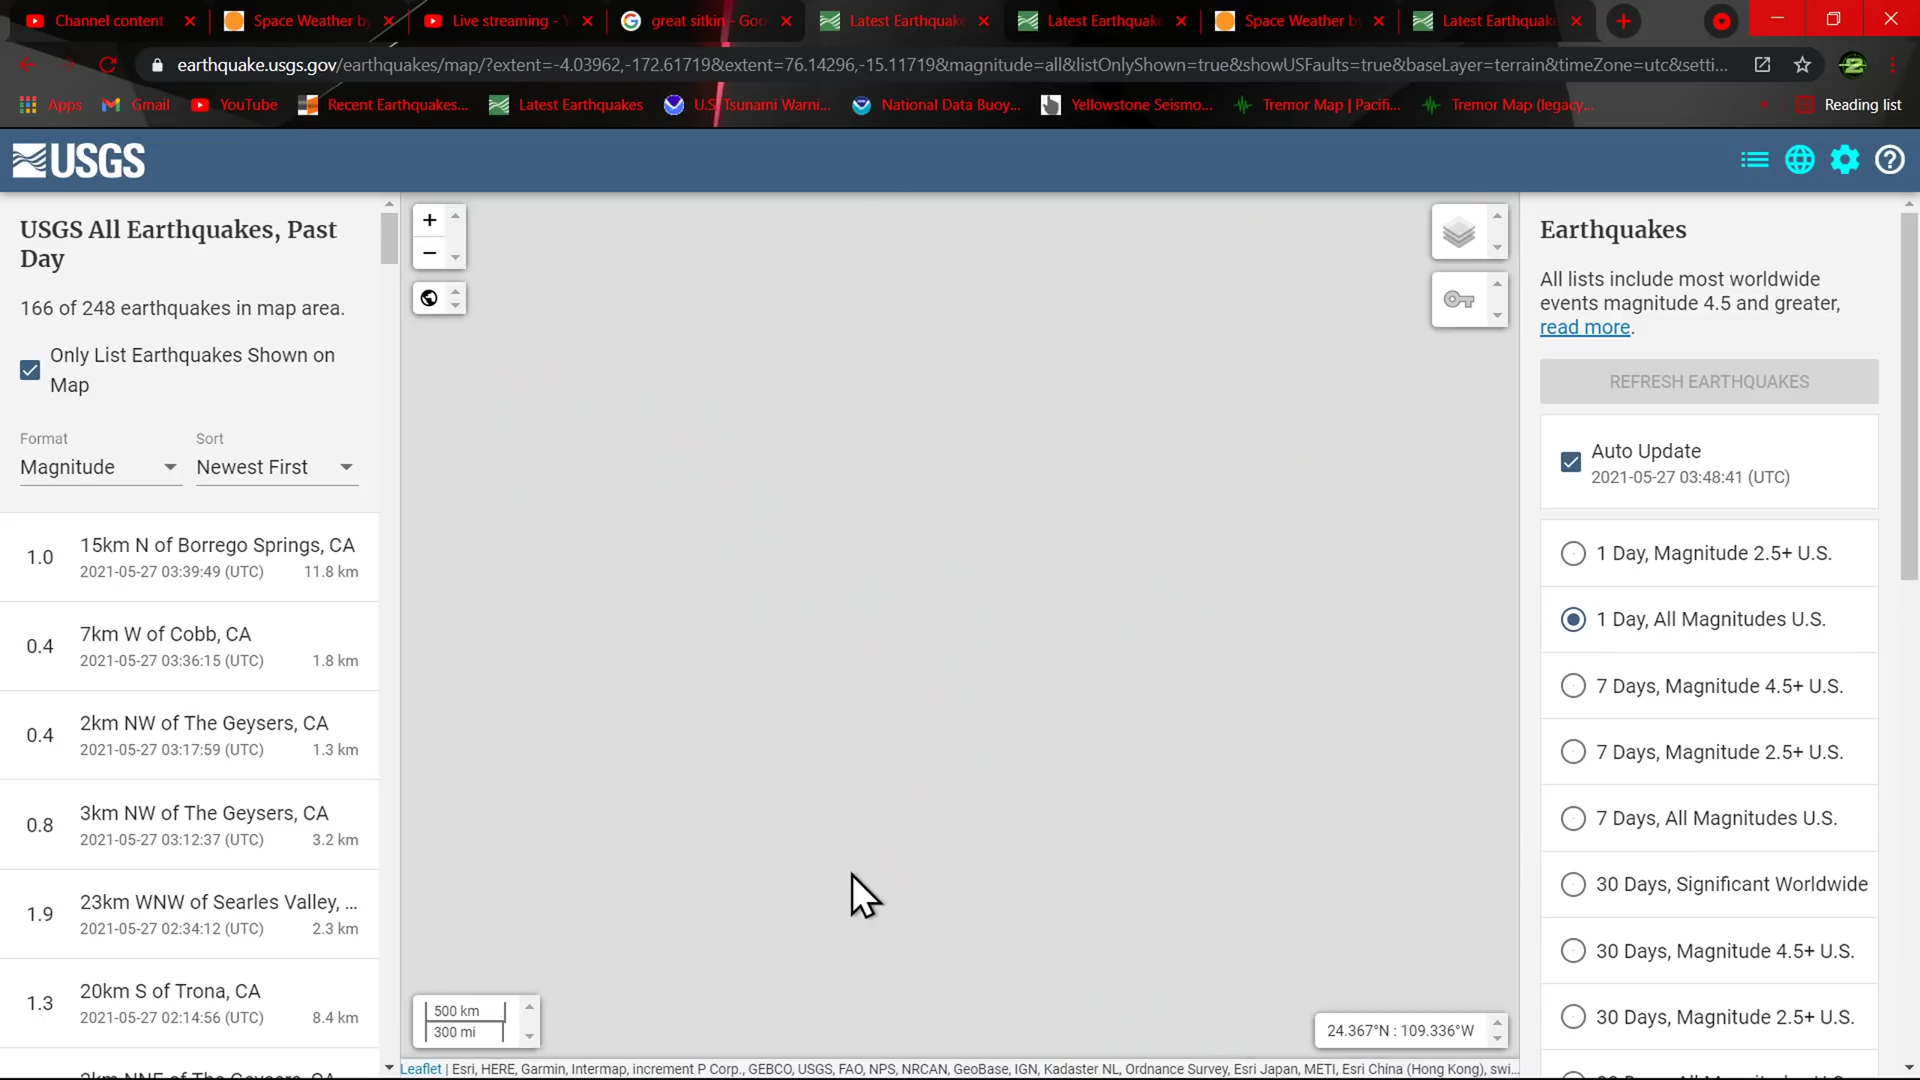 Channel content
Space Weather by
Live streaming - Y
great sitkin - Goo
Latest Earthquake
Latest Earthquake
Space Weather by
Latest Earthquake
earthquake.usgs.gov/earthquakes/map/?extent=-4.03962,-172.61719&extent=76.14296,-15.11719&magnitude=all&listOnlyShown=true&showUSFaults=true&baseLayer=terrain&timeZone=utc&setti...
Apps
Gmail
YouTube
Recent Earthquakes...
Latest Earthquakes
U.S. Tsunami Warni...
National Data Buoy...
Yellowstone Seismo...
Tremor Map | Pacifi...
Tremor Map (legacy...
Reading list
USGS
USGS All Earthquakes, Past
Day
166 of 248 earthquakes in map area.
Only List Earthquakes Shown on
Map
Format
Sort
Magnitude
Newest First
1.0
15km N of Borrego Springs, CA
2021-05-27 03:39:49 (UTC)
11.8 km
0.4
7km W of Cobb, CA
2021-05-27 03:36:15 (UTC)
1.8 km
0.4
2km NW of The Geysers, CA
2021-05-27 03:17:59 (UTC)
1.3 km
0.8
3km NW of The Geysers, CA
2021-05-27 03:12:37 (UTC)
3.2 km
1.9
23km WNW of Searles Valley, ...
2021-05-27 02:34:12 (UTC)
2.3 km
1.3
20km S of Trona, CA
2021-05-27 02:14:56 (UTC)
8.4 km
+
−
500 km
300 mi
24.367°N : 109.336°W
Leaflet | Esri, HERE, Garmin, Intermap, increment P Corp., GEBCO, USGS, FAO, NPS, NRCAN, GeoBase, IGN, Kadaster NL, Ordnance Survey, Esri Japan, METI, Esri China (Hong Kong), swi...
Earthquakes
All lists include most worldwide
events magnitude 4.5 and greater,
read more.
REFRESH EARTHQUAKES
Auto Update
2021-05-27 03:48:41 (UTC)
1 Day, Magnitude 2.5+ U.S.
1 Day, All Magnitudes U.S.
7 Days, Magnitude 4.5+ U.S.
7 Days, Magnitude 2.5+ U.S.
7 Days, All Magnitudes U.S.
30 Days, Significant Worldwide
30 Days, Magnitude 4.5+ U.S.
30 Days, Magnitude 2.5+ U.S.